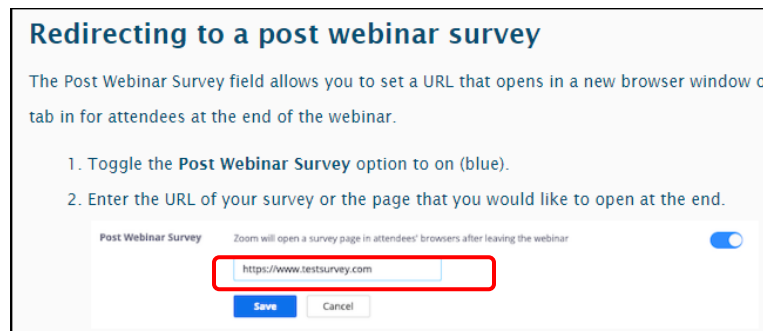 Redirecting to a post webinar survey
The Post Webinar Survey field allows you to set a URL that opens in a new browser window
tab in for attendees at the end of the webinar.
1. Toggle the Post Webinar Survey option to on (blue).
2. Enter the URL of your survey or the page that you would like to open at the end.
Post Webinar Survey Zoom will open a survey page in attendees' browsers after leaving the webinar
https://www.testsurvey.com
Save Cancel